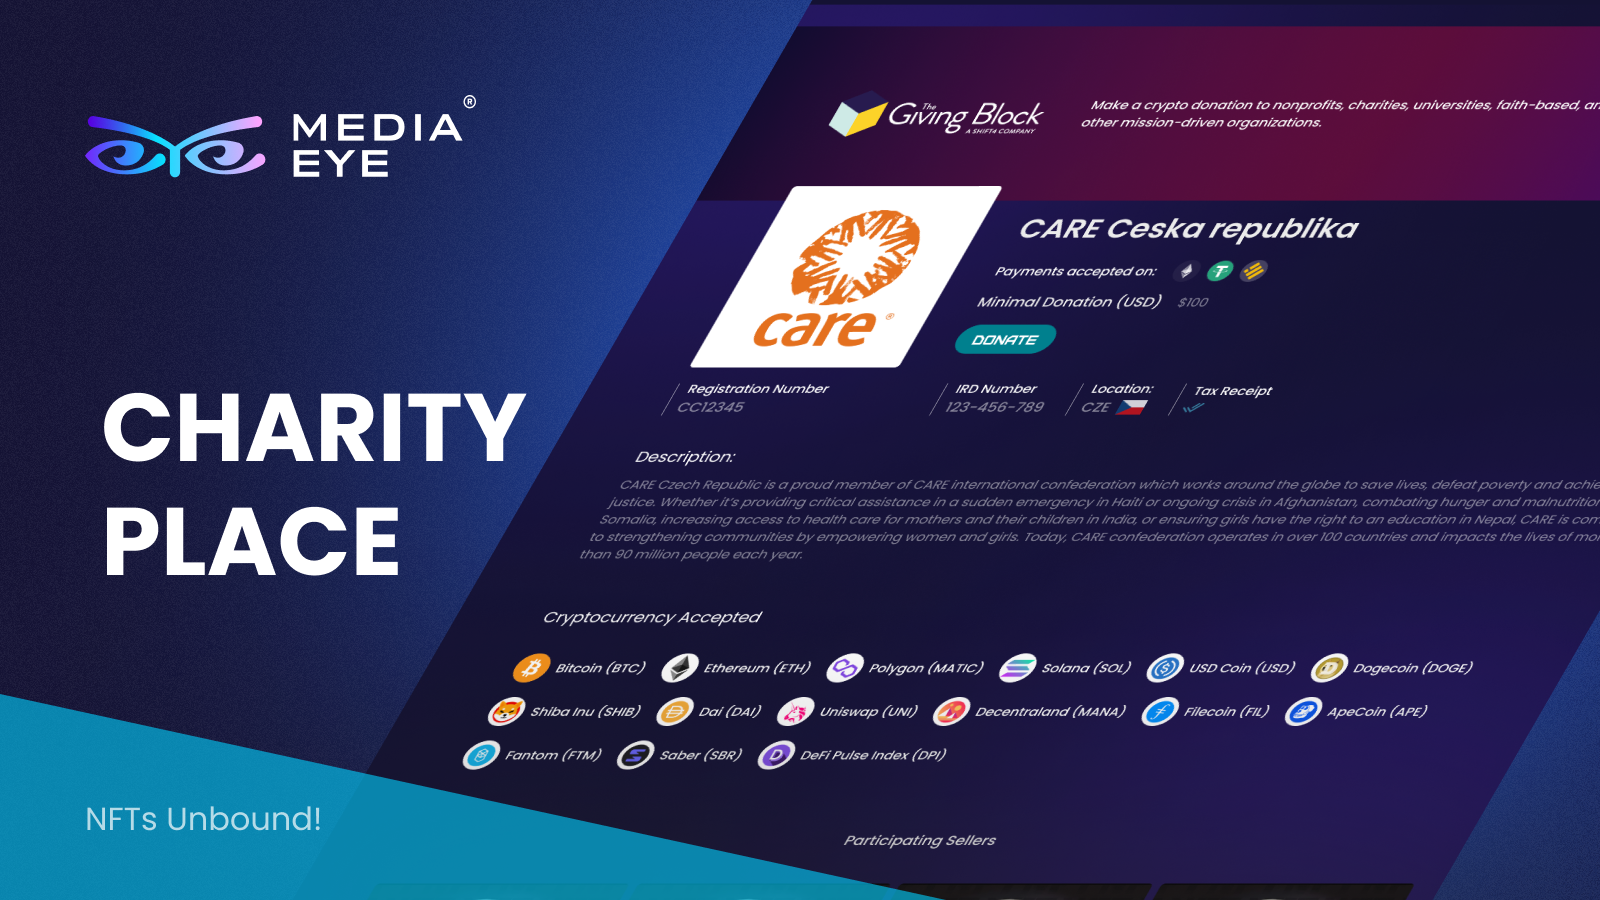 MEDIA®
EYE
CHARITY
PLACE
NFTs Unbound!
The
Giving Block
A SHIFT4 COMPANY
Make a crypto donation to nonprofits, charities, universities, faith-based, an
other mission-driven organizations.
care®
CARE Ceska republika
Payments accepted on:
Minimal Donation (USD) $100
DONATE
Registration Number IRD Number Location: Tax Receipt
CC12345 123-456-789 CZE
Description:
CARE Czech Republic is a proud member of CARE international confederation which works around the globe to save lives, defeat poverty and achie
justice. Whether it's providing critical assistance in a sudden emergency in Haiti or ongoing crisis in Afghanistan, combating hunger and malnutrition
Somalia, increasing access to health care for mothers and their children in India, or ensuring girls have the right to an education in Nepal, CARE is com
to strengthening communities by empowering women and girls. Today, CARE confederation operates in over 100 countries and impacts the lives of mo
than 90 million people each year.
Cryptocurrency Accepted
Bitcoin (BTC) Ethereum (ETH) Polygon (MATIC) Solana (SOL) USD Coin (USD) Dogecoin (DOGE)
Shiba Inu (SHIB) Dai (DAI) Uniswap (UNI) Decentraland (MANA) Filecoin (FIL) ApeCoin (APE)
Fantom (FTM) Saber (SBR) DeFi Pulse Index (DPI)
Participating Sellers